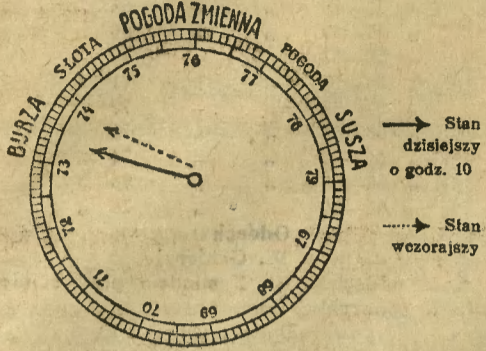 POGODA ZMIENNA
SŁOTA
POGODA
BURZA
SUSZA
76
75
77
74
78
73
79
72
67
71
68
70
69
Stan
dzisiejszy
o godz. 10
Stan
wczorajszy